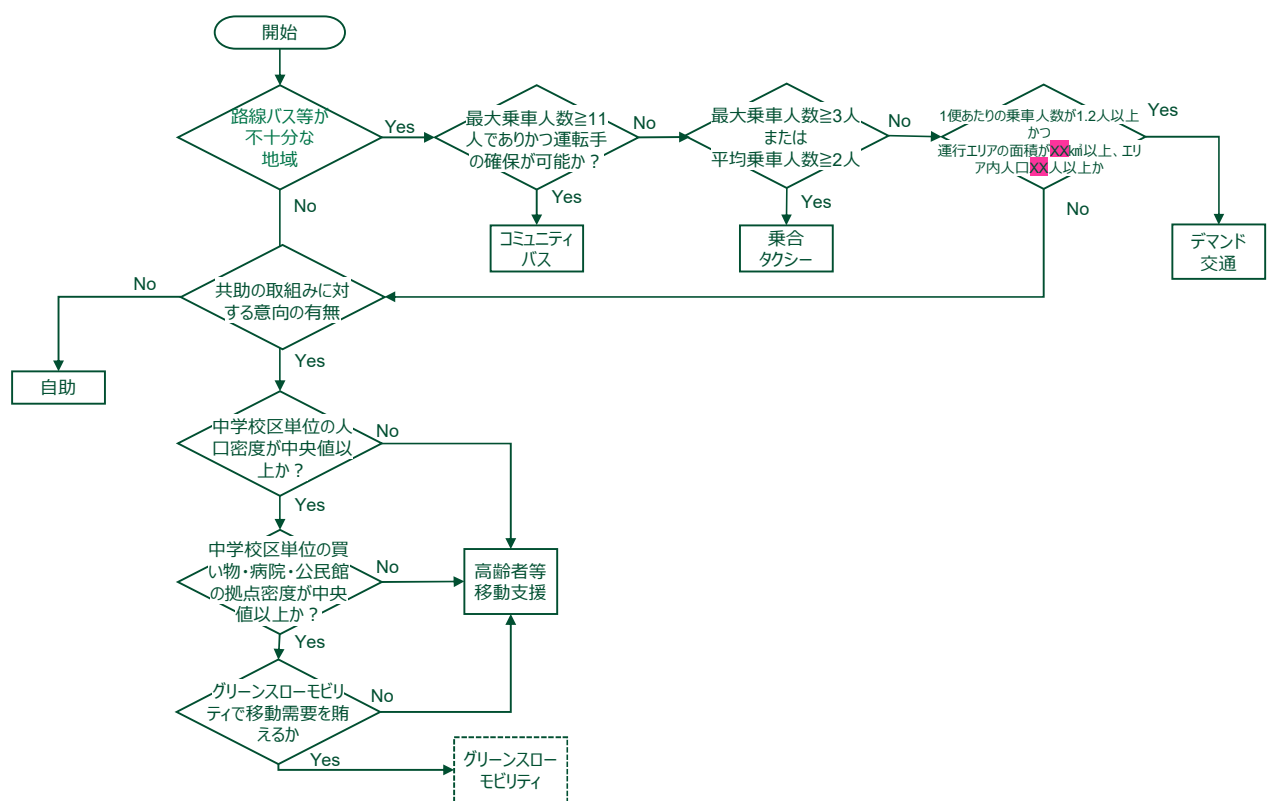 開始
路線バス等が
不十分な
地域
Yes
最大乗車人数≧11
人でありかつ運転手
の確保が可能か？
No
最大乗車人数≧3人
または
平均乗車人数≧2人
No
1便あたりの乗車人数が1.2人以上
かつ
運行エリアの面積がXX㎢以上、エリ
ア内人口XX人以上か
Yes
No
Yes
Yes
No
コミュニティ
バス
乗合
タクシー
デマンド
交通
No
共助の取組みに対
する意向の有無
Yes
自助
中学校区単位の人
口密度が中央値以
上か？
No
Yes
中学校区単位の買
い物・病院・公民館
の拠点密度が中央
値以上か？
No
高齢者等
移動支援
Yes
グリーンスローモビリ
ティで移動需要を賄
えるか
No
Yes
グリーンスロー
モビリティ